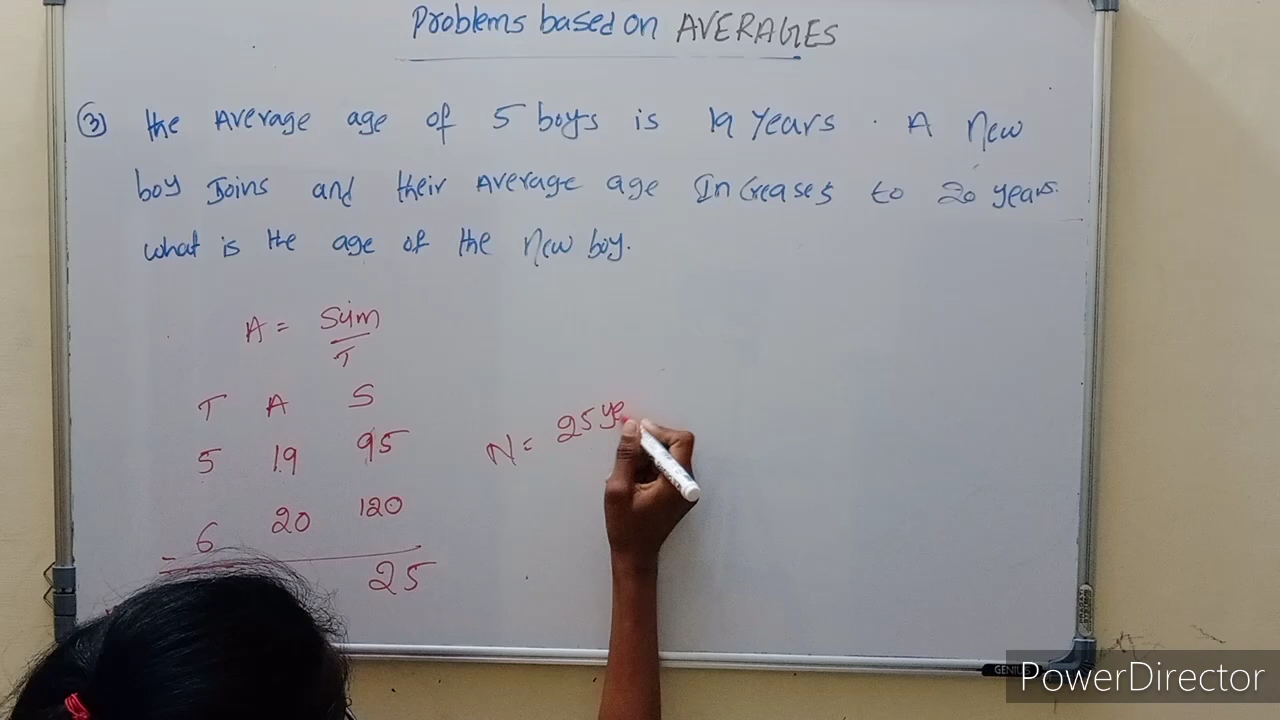 Problems based on AVERAGES
③ the Average age of 5 boys is 19 years. A New
boy Joins and their Average age Increases to 20 years.
what is the age of the New boy.
A = Sum
T
T A S
5 19 95
6 20 120
- 25
N = 25 ye
GENIU
PowerDirector